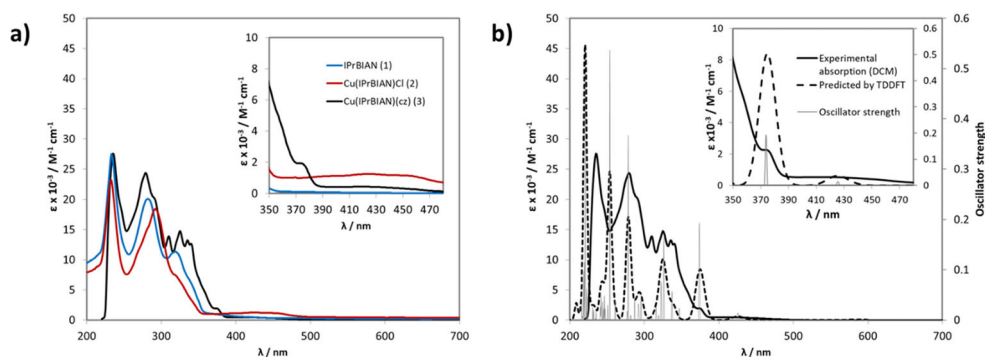 a)
50
45
40
35
30
25
20
15
10
5
0
ε x 10⁻³ / M⁻¹ cm⁻¹
200 300 400 500 600 700
λ / nm
10
8
6
4
2
0
ε x10⁻³ / M⁻¹ cm⁻¹
350 370 390 410 430 450 470
λ / nm
IPrBIAN (1)
Cu(IPrBIAN)Cl (2)
Cu(IPrBIAN)(cz) (3)
b)
50
45
40
35
30
25
20
15
10
5
0
ε x 10⁻³ / M⁻¹ cm⁻¹
200 300 400 500 600 700
λ / nm
0.6
0.5
0.4
0.3
0.2
0.1
0
Oscillator strength
10
8
6
4
2
0
ε x10⁻³ / M⁻¹ cm⁻¹
350 370 390 410 430 450 470
λ / nm
0.6
0.5
0.4
0.3
0.2
0.1
0
Experimental
absorption (DCM)
Predicted by TDDFT
Oscillator strength